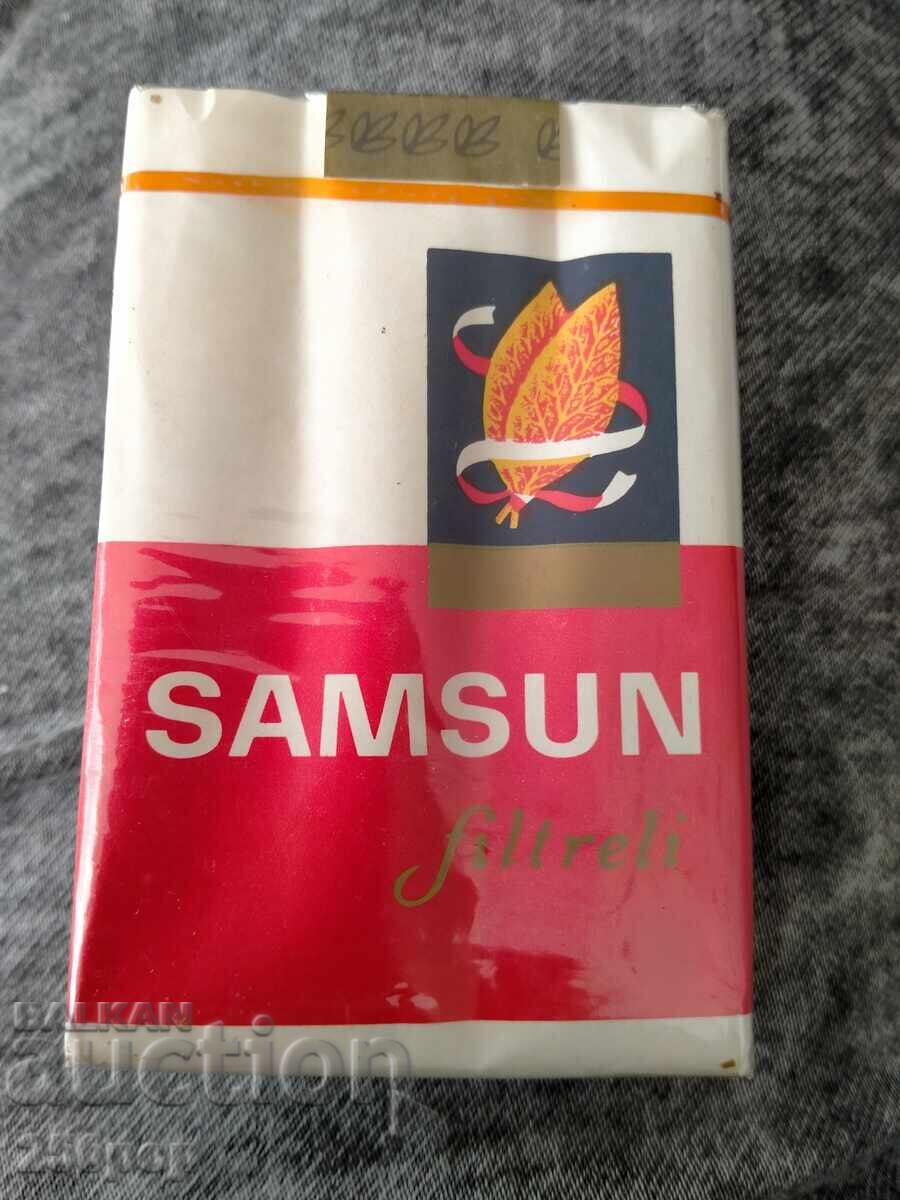 SAMSUN
filtreli
BALKAN
auction